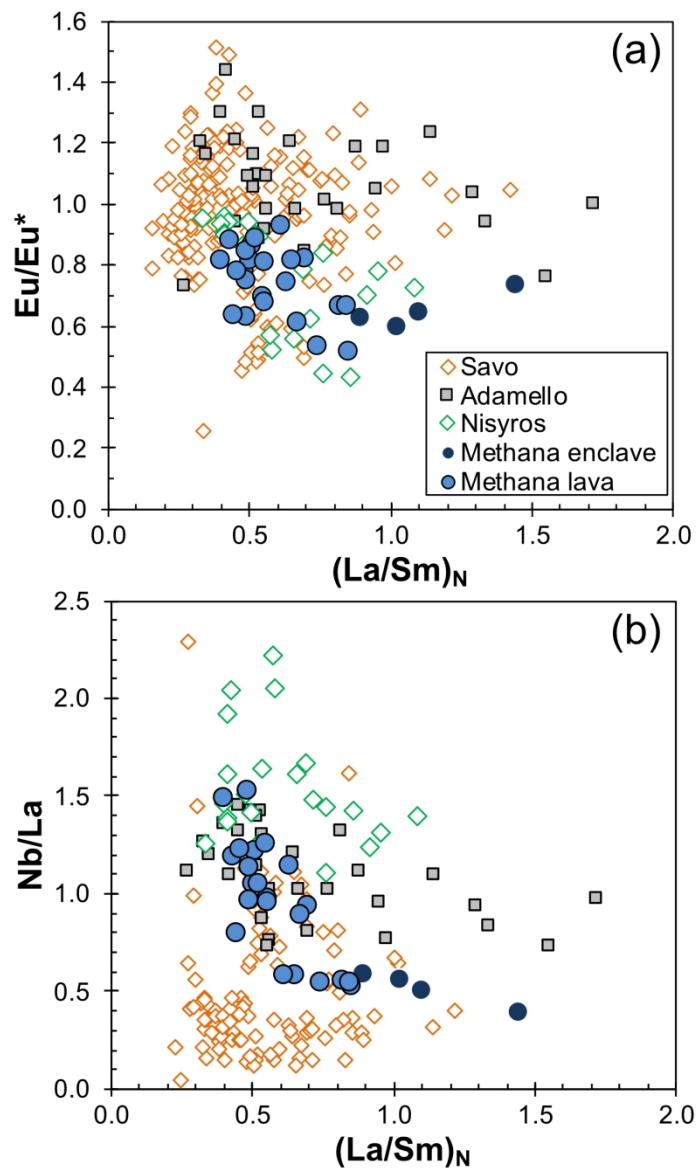 (a)
1.6
1.4
1.2
1.0
0.8
0.6
0.4
0.2
0.0
Eu/Eu*
Savo
Adamello
Nisyros
Methana enclave
Methana lava
0.0 0.5 1.0 1.5 2.0
(La/Sm)N
(b)
2.5
2.0
1.5
1.0
0.5
0.0
Nb/La
0.0 0.5 1.0 1.5 2.0
(La/Sm)N